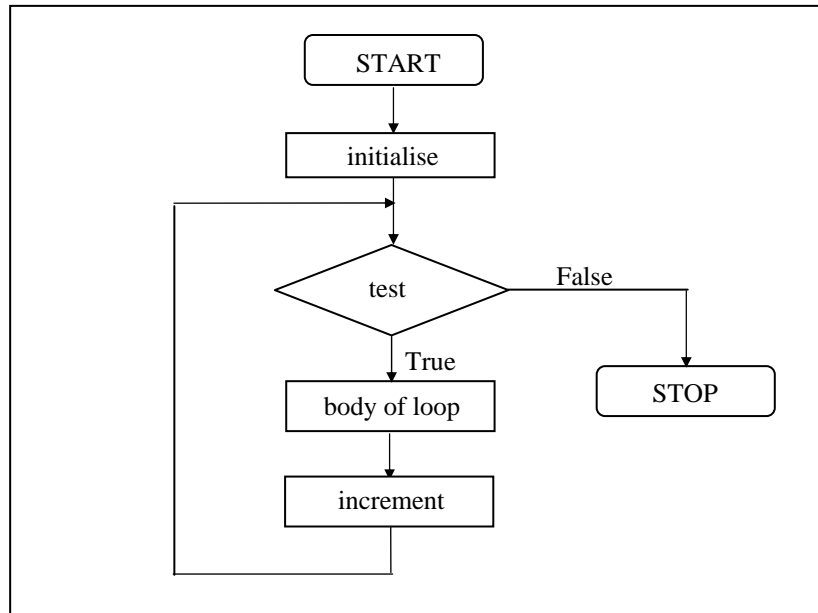 START
initialise
test
False
True
STOP
body of loop
increment